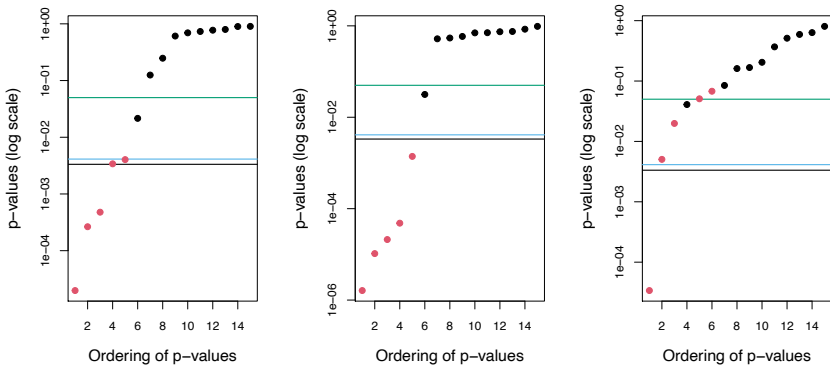 p−values (log scale)
1e+00
1e−01
1e−02
1e−03
1e−04
2 4 6 8 10 12 14
Ordering of p−values
p−values (log scale)
1e+00
1e−02
1e−04
1e−06
2 4 6 8 10 12 14
Ordering of p−values
p−values (log scale)
1e+00
1e−01
1e−02
1e−03
1e−04
2 4 6 8 10 12 14
Ordering of p−values